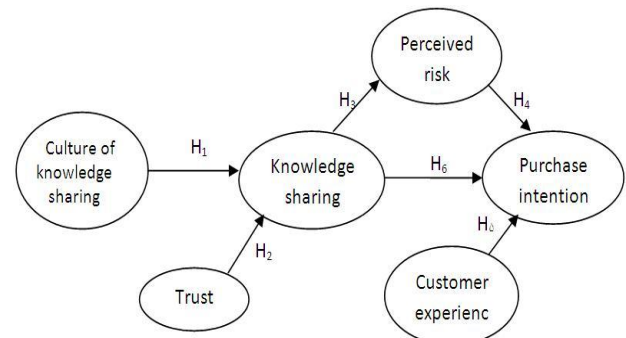 Perceived
risk
H₃
H₄
Culture of
knowledge
sharing
H₁
Knowledge
sharing
H₆
Purchase
intention
H₂
Trust
Customer
experienc